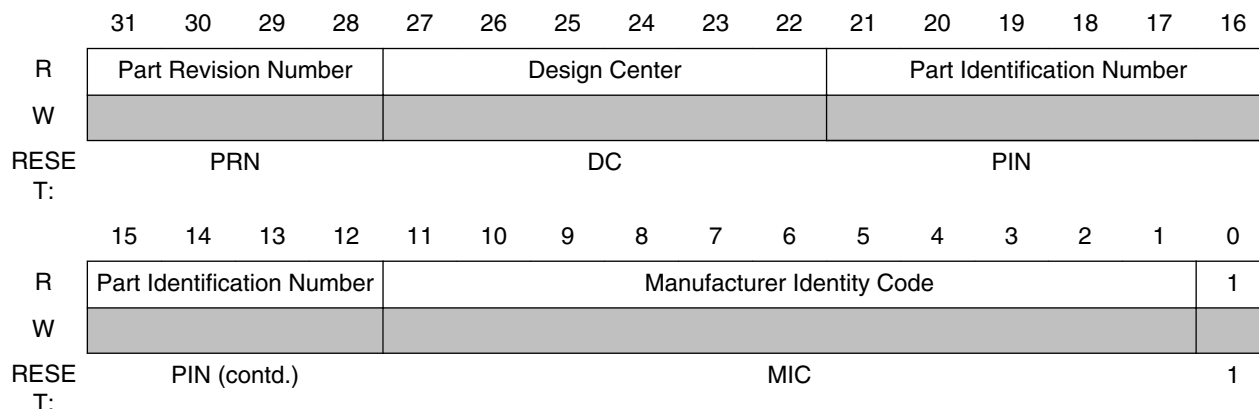 31 30 29 28 27 26 25 24 23 22 21 20 19 18 17 16
R Part Revision Number Design Center Part Identification Number
W
RESE PRN DC PIN
T:
15 14 13 12 11 10 9 8 7 6 5 4 3 2 1 0
R Part Identification Number Manufacturer Identity Code 1
W
RESE PIN (contd.) MIC 1
T: